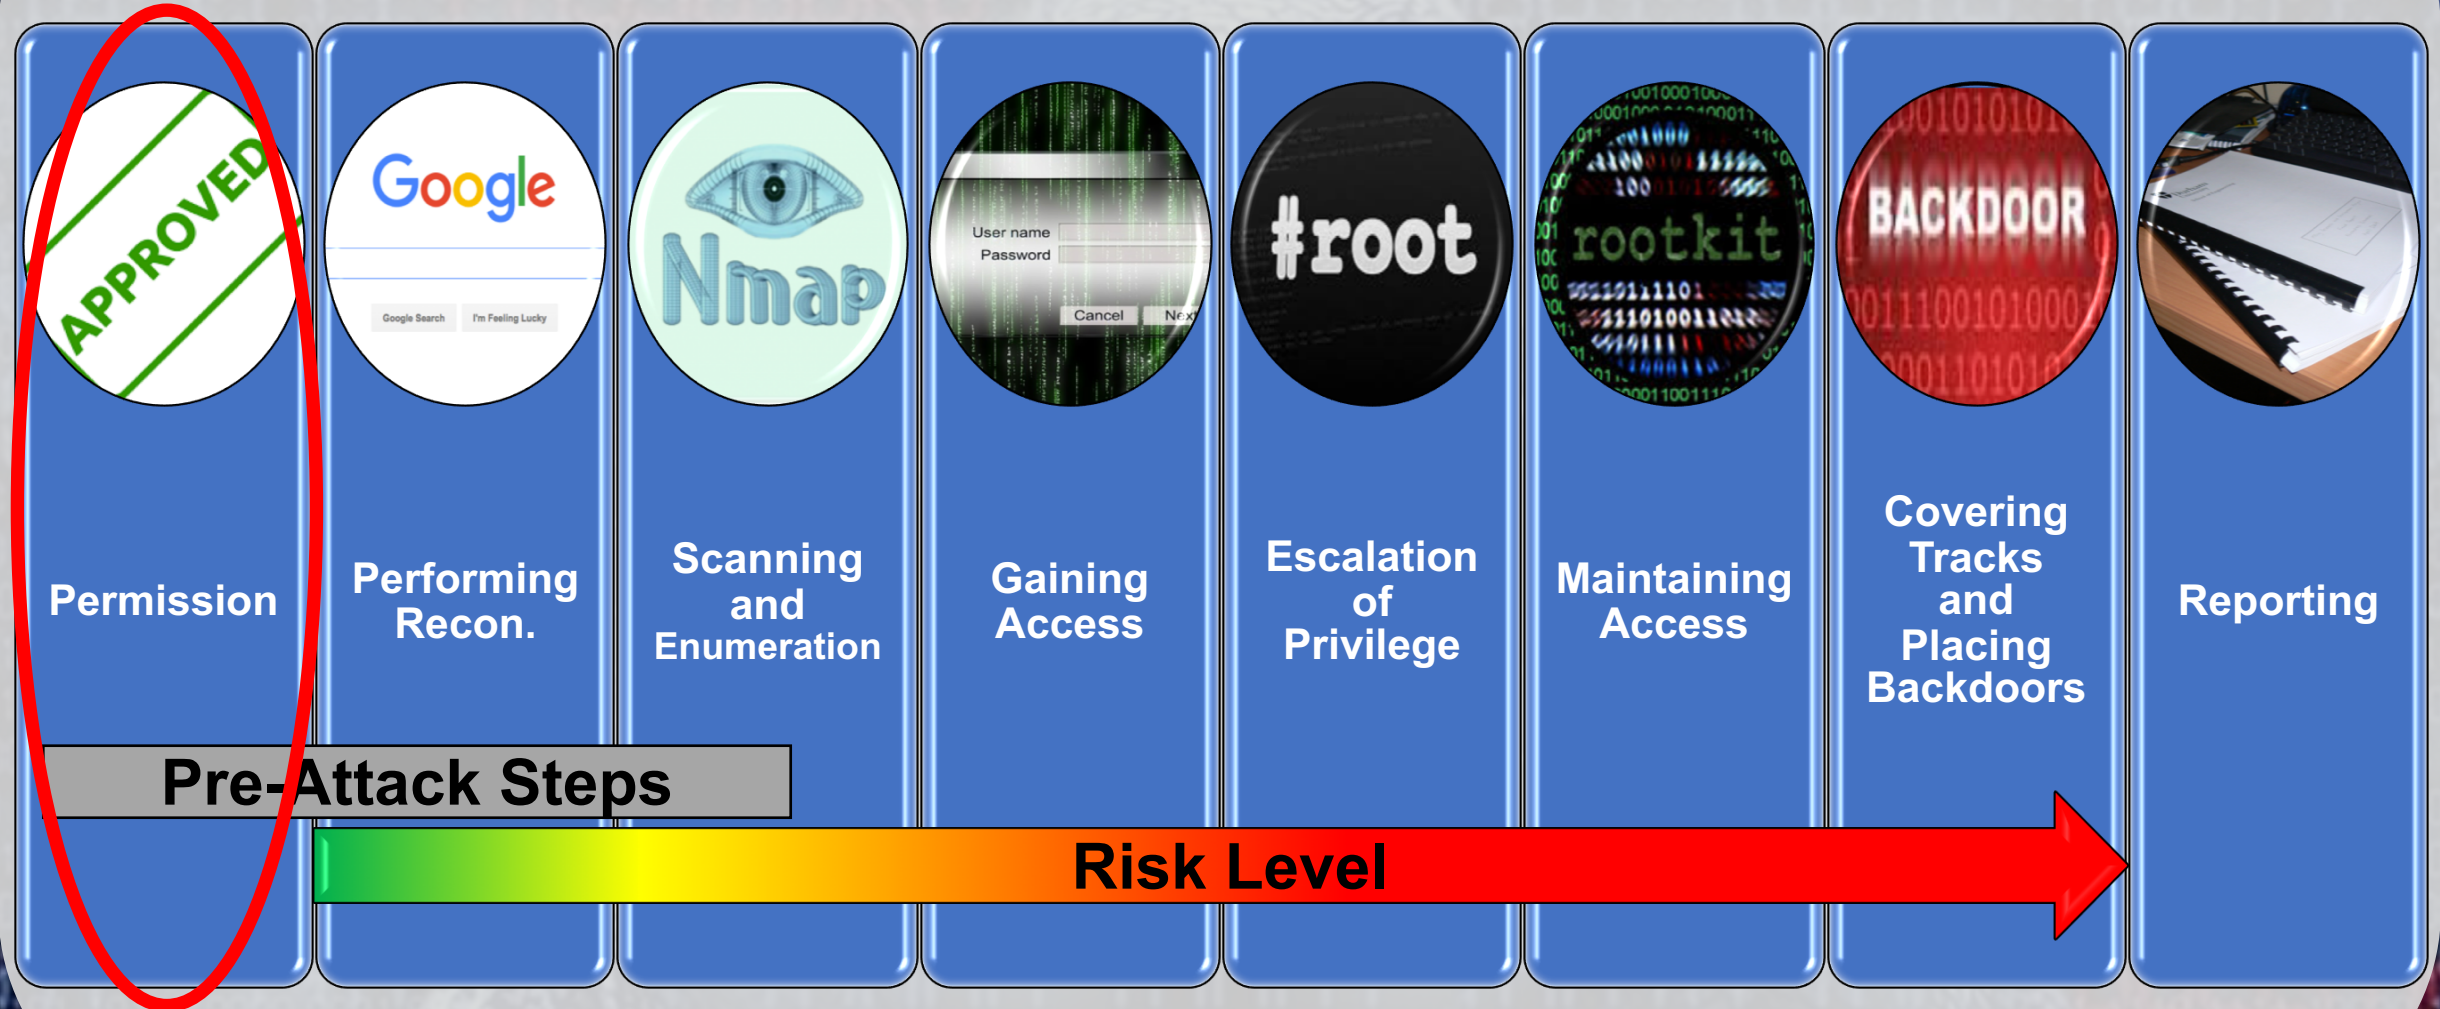 APPROVED
Permission
Google
Google Search
I'm Feeling Lucky
Performing
Recon.
Nmap
Scanning
and
Enumeration
User name
Password
Cancel
Gaining
Access
#root
Escalation
of
Privilege
rootkit
Maintaining
Access
BACKDOOR
Covering
Tracks
and
Placing
Backdoors
Reporting
Pre-Attack Steps
Risk Level